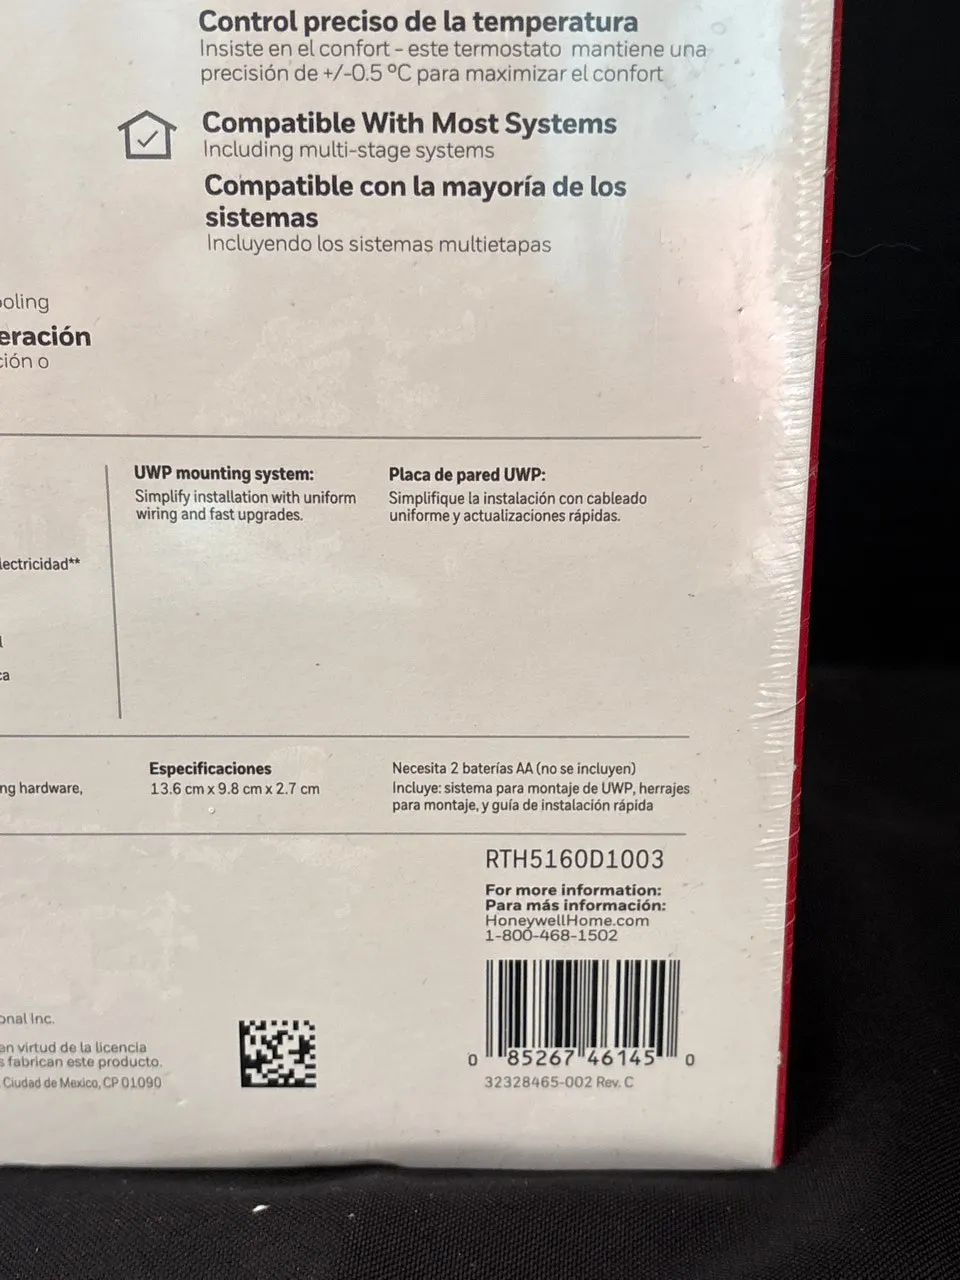 Control preciso de la temperatura
Insiste en el confort - este termostato mantiene una
precisión de +/-0.5 ºC para maximizar el confort
Compatible With Most Systems
Including multi-stage systems
Compatible con la mayoría de los
sistemas
Incluyendo los sistemas multietapas
ooling
eración
ción o
UWP mounting system:
Simplify installation with uniform
wiring and fast upgrades.
Placa de pared UWP:
Simplifique la instalación con cableado
uniforme y actualizaciones rápidas.
lectricidad**
l
ca
ng hardware,
Especificaciones
13.6 cm x 9.8 cm x 2.7 cm
Necesita 2 baterías AA (no se incluyen)
Incluye: sistema para montaje de UWP, herrajes
para montaje, y guía de instalación rápida
RTH5160D1003
For more information:
Para más información:
HoneywellHome.com
1-800-468-1502
0 85267 46145 0
32328465-002 Rev. C
onal Inc.
en virtud de la licencia
s fabrican este producto.
Ciudad de Mexico, CP 01090